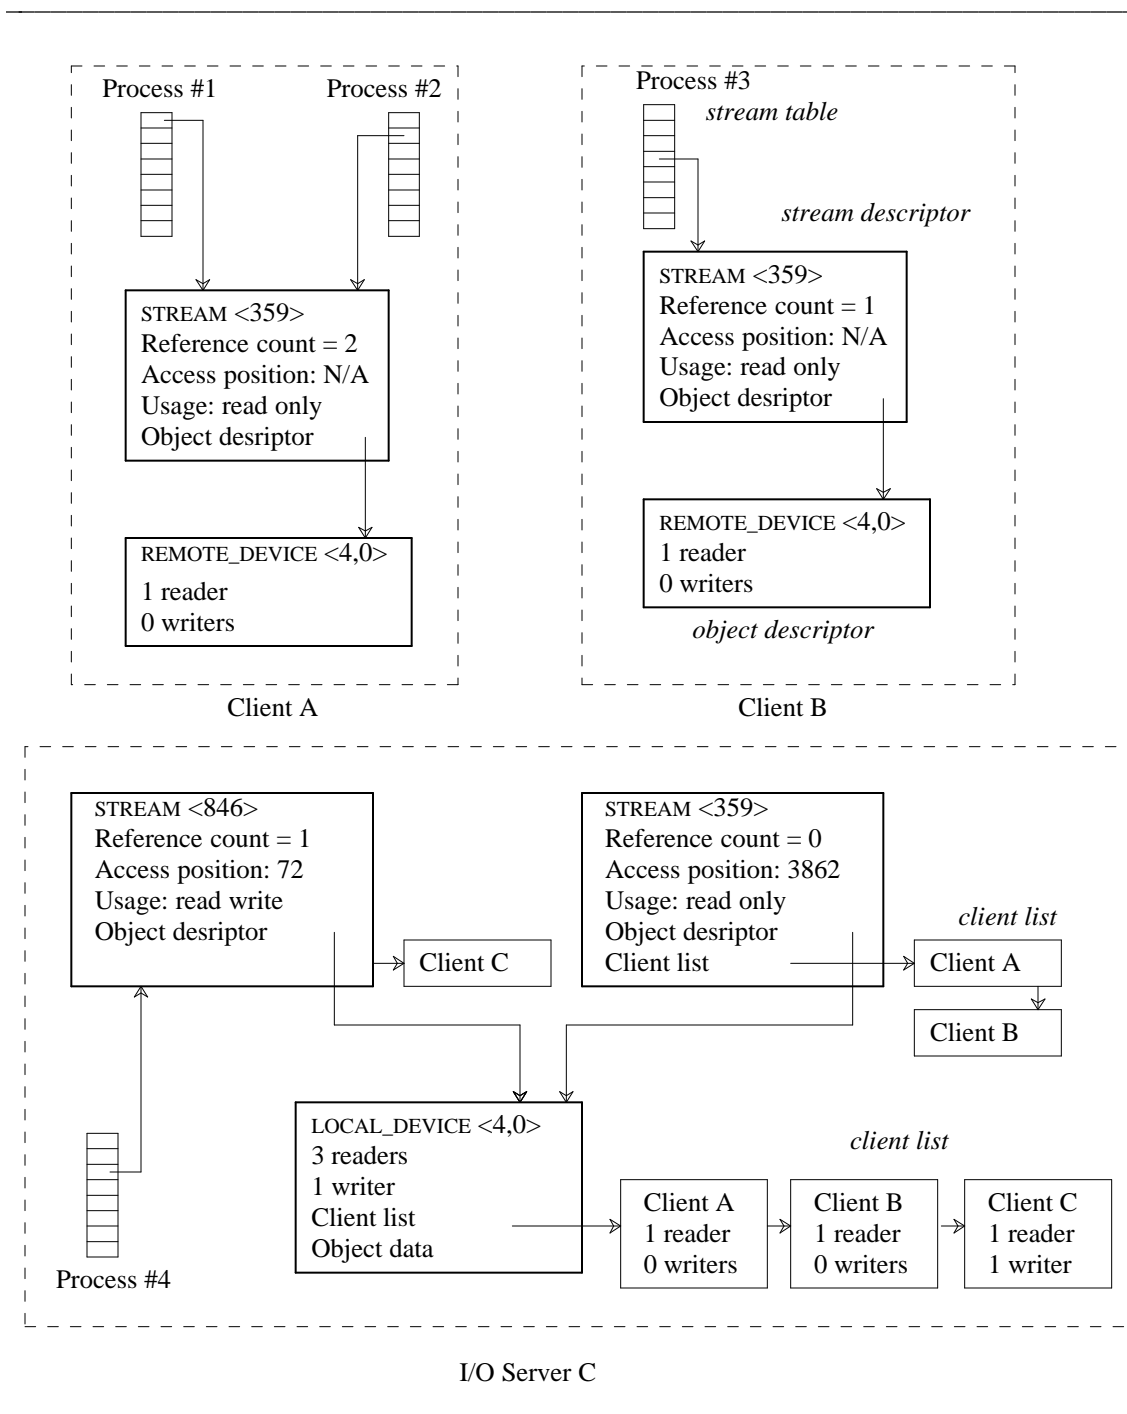 Process #1
Process #2
STREAM <359>
Reference count = 2
Access position: N/A
Usage: read only
Object desriptor
REMOTE_DEVICE <4,0>
1 reader
0 writers
Client A
Process #3
stream table
stream descriptor
STREAM <359>
Reference count = 1
Access position: N/A
Usage: read only
Object desriptor
REMOTE_DEVICE <4,0>
1 reader
0 writers
object descriptor
Client B
STREAM <846>
Reference count = 1
Access position: 72
Usage: read write
Object desriptor
Client C
STREAM <359>
Reference count = 0
Access position: 3862
Usage: read only
Object desriptor
Client list
client list
Client A
Client B
LOCAL_DEVICE <4,0>
3 readers
1 writer
Client list
Object data
client list
Client A
1 reader
0 writers
Client B
1 reader
0 writers
Client C
1 reader
1 writer
Process #4
I/O Server C